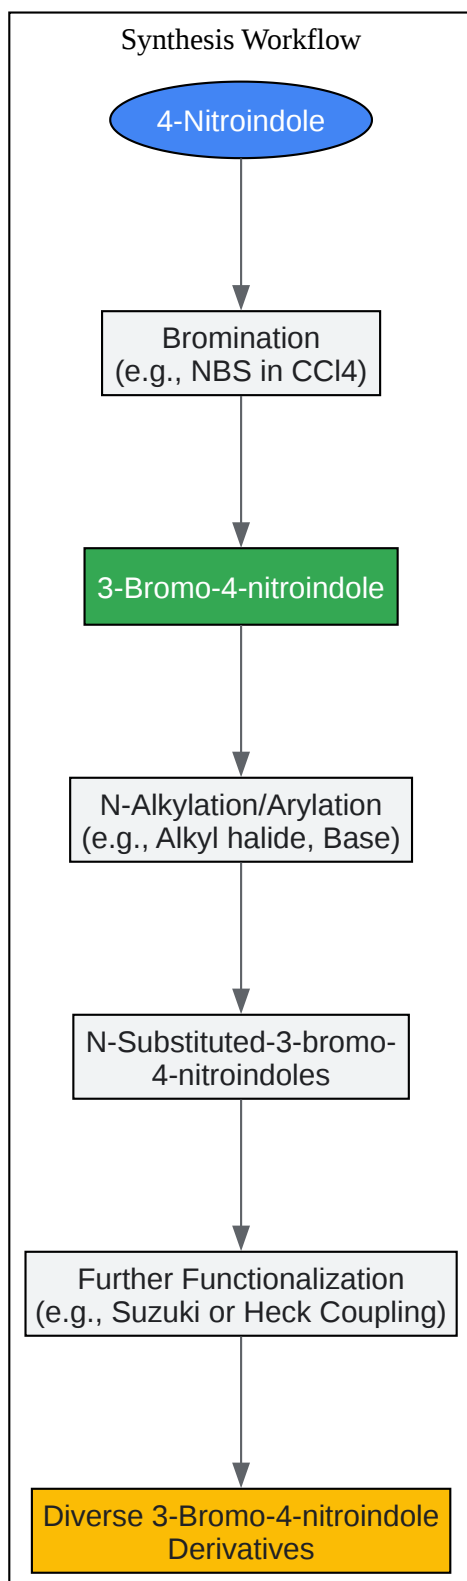 Synthesis Workflow
4-Nitroindole
Bromination
(e.g., NBS in CCl4)
3-Bromo-4-nitroindole
N-Alkylation/Arylation
(e.g., Alkyl halide, Base)
N-Substituted-3-bromo-
4-nitroindoles
Further Functionalization
(e.g., Suzuki or Heck Coupling)
Diverse 3-Bromo-4-nitroindole
Derivatives